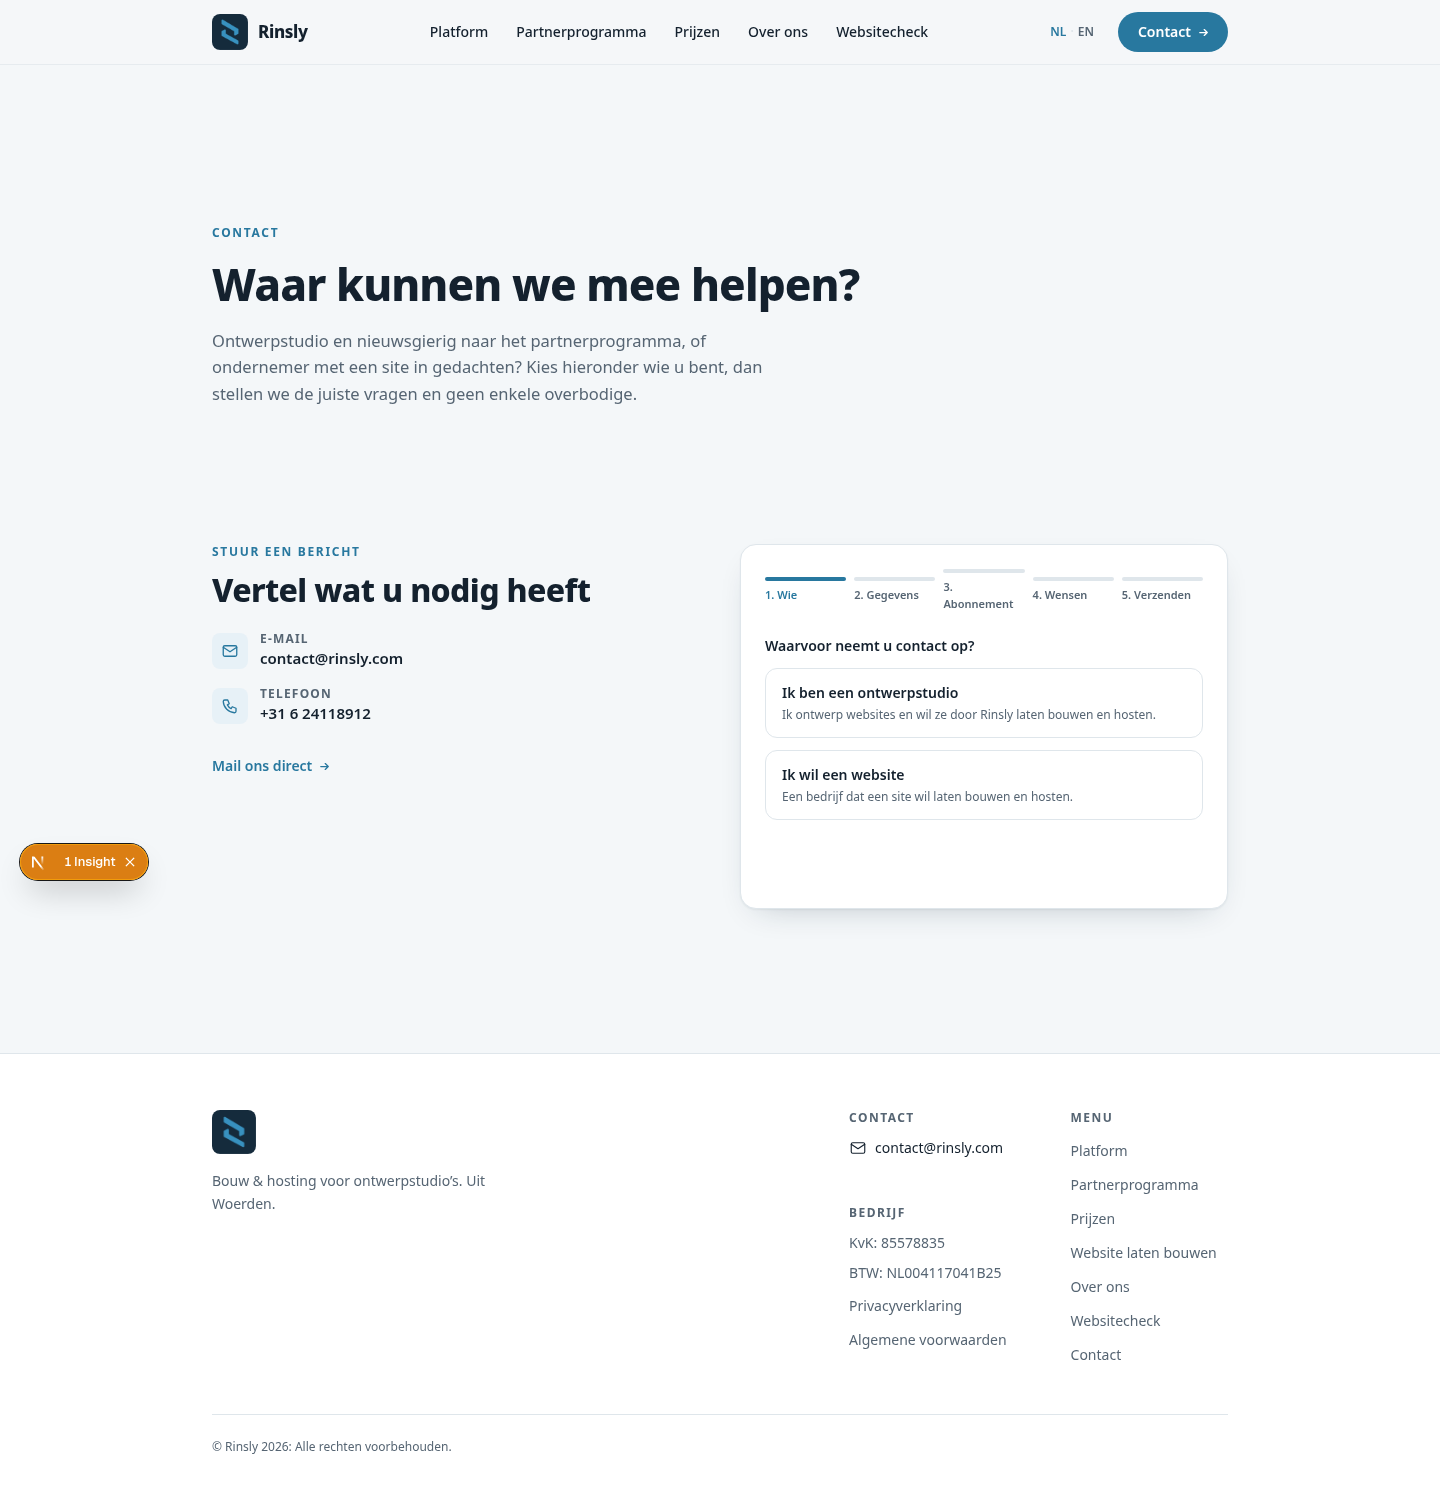 Rinsly
Platform
Partnerprogramma
Prijzen
Over ons
Websitecheck
NL · EN
Contact →
CONTACT
Waar kunnen we mee helpen?
Ontwerpstudio en nieuwsgierig naar het partnerprogramma, of
ondernemer met een site in gedachten? Kies hieronder wie u bent, dan
stellen we de juiste vragen en geen enkele overbodige.
STUUR EEN BERICHT
Vertel wat u nodig heeft
E-MAIL
contact@rinsly.com
TELEFOON
+31 6 24118912
Mail ons direct →
1. Wie
2. Gegevens
3.
Abonnement
4. Wensen
5. Verzenden
Waarvoor neemt u contact op?
Ik ben een ontwerpstudio
Ik ontwerp websites en wil ze door Rinsly laten bouwen en hosten.
Ik wil een website
Een bedrijf dat een site wil laten bouwen en hosten.
1 Insight
Bouw & hosting voor ontwerpstudio’s. Uit
Woerden.
CONTACT
contact@rinsly.com
BEDRIJF
KvK: 85578835
BTW: NL004117041B25
Privacyverklaring
Algemene voorwaarden
MENU
Platform
Partnerprogramma
Prijzen
Website laten bouwen
Over ons
Websitecheck
Contact
© Rinsly 2026: Alle rechten voorbehouden.